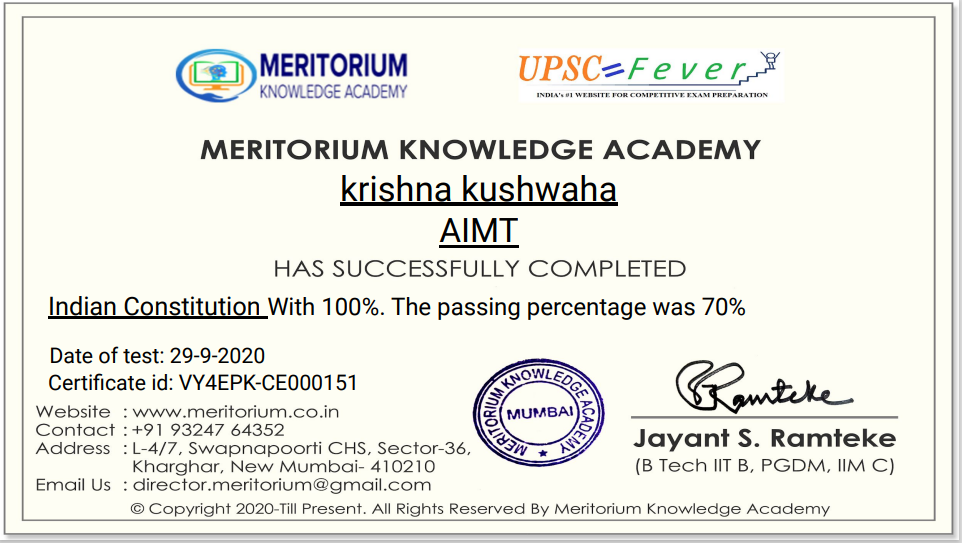 MERITORIUM
KNOWLEDGE ACADEMY
UPSC=Fever
INDIA's #1 WEBSITE FOR COMPETITIVE EXAM PREPARATION
MERITORIUM KNOWLEDGE ACADEMY
krishna kushwaha
AIMT
HAS SUCCESSFULLY COMPLETED
Indian Constitution With 100%. The passing percentage was 70%
Date of test: 29-9-2020
Certificate id: VY4EPK-CE000151
Website : www.meritorium.co.in
Contact : +91 93247 64352
Address : L-4/7, Swapnapoorti CHS, Sector-36,
Kharghar, New Mumbai- 410210
Email Us : director.meritorium@gmail.com
MERITORIUM KNOWLEDGE ACADEMY
MUMBAI
Ramteke
Jayant S. Ramteke
(B Tech IIT B, PGDM, IIM C)
© Copyright 2020-Till Present. All Rights Reserved By Meritorium Knowledge Academy